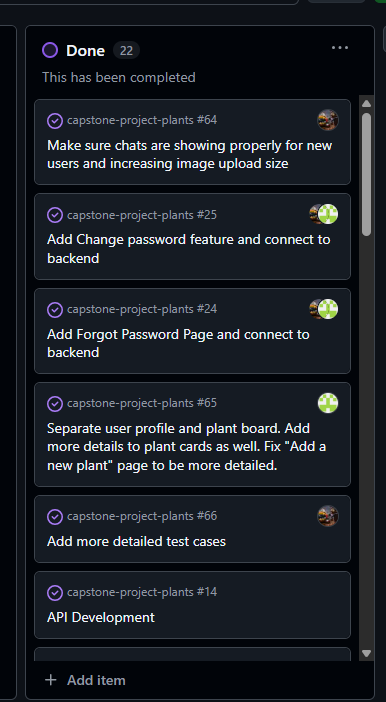 Done 22
This has been completed
capstone-project-plants #64
Make sure chats are showing properly for new
users and increasing image upload size
capstone-project-plants #25
Add Change password feature and connect to
backend
capstone-project-plants #24
Add Forgot Password Page and connect to
backend
capstone-project-plants #65
Separate user profile and plant board. Add
more details to plant cards as well. Fix "Add a
new plant" page to be more detailed.
capstone-project-plants #66
Add more detailed test cases
capstone-project-plants #14
API Development
Add item